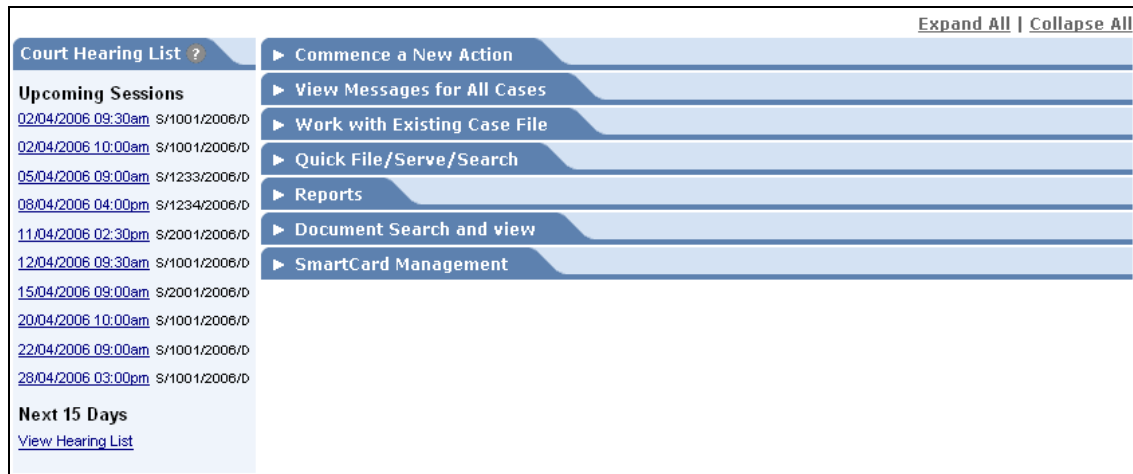 Expand All | Collapse All
Court Hearing List ?
Upcoming Sessions
02/04/2006 09:30am S/1001/2006/D
02/04/2006 10:00am S/1001/2006/D
05/04/2006 09:00am S/1233/2006/D
08/04/2006 04:00pm S/1234/2006/D
11/04/2006 02:30pm S/2001/2006/D
12/04/2006 09:30am S/1001/2006/D
15/04/2006 09:00am S/2001/2006/D
20/04/2006 10:00am S/1001/2006/D
22/04/2006 09:00am S/1001/2006/D
28/04/2006 03:00pm S/1001/2006/D
Next 15 Days
View Hearing List
Commence a New Action
View Messages for All Cases
Work with Existing Case File
Quick File/Serve/Search
Reports
Document Search and view
SmartCard Management